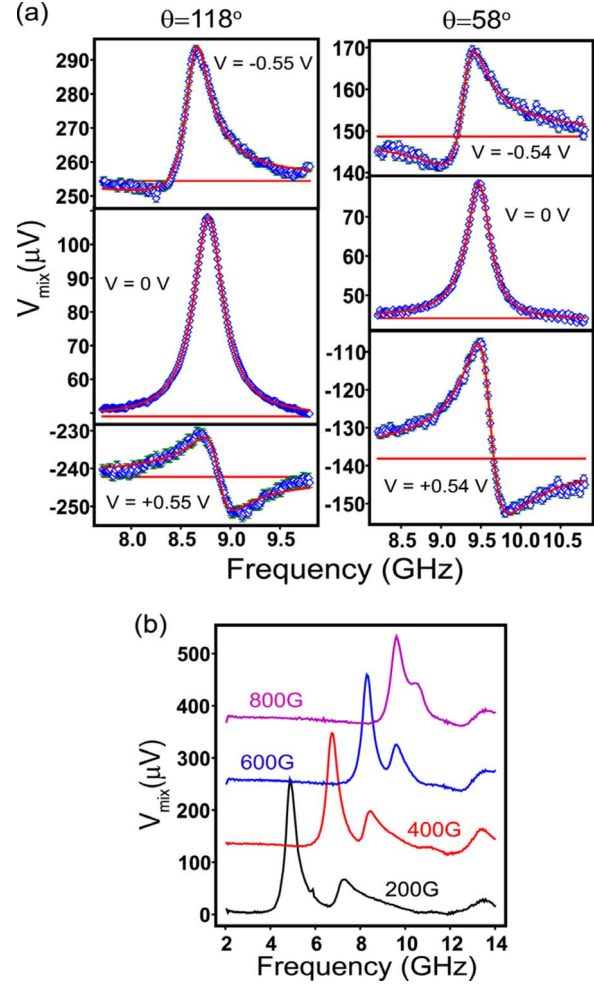 (a)
θ=118° θ=58°
290
280
270
260
250
V = -0.55 V
170
160
150
140
V = -0.54 V
V_mix(μV)
100
80
60
V = 0 V
70
60
50
V = 0 V
-230
-240
-250
V = +0.55 V
-110
-120
-130
-140
-150
V = +0.54 V
8.0 8.5 9.0 9.5
8.5 9.0 9.5 10.0 10.5
Frequency (GHz)
(b)
V_mix(μV)
500
400
300
200
100
0
800G
600G
400G
200G
2 4 6 8 10 12 14
Frequency (GHz)